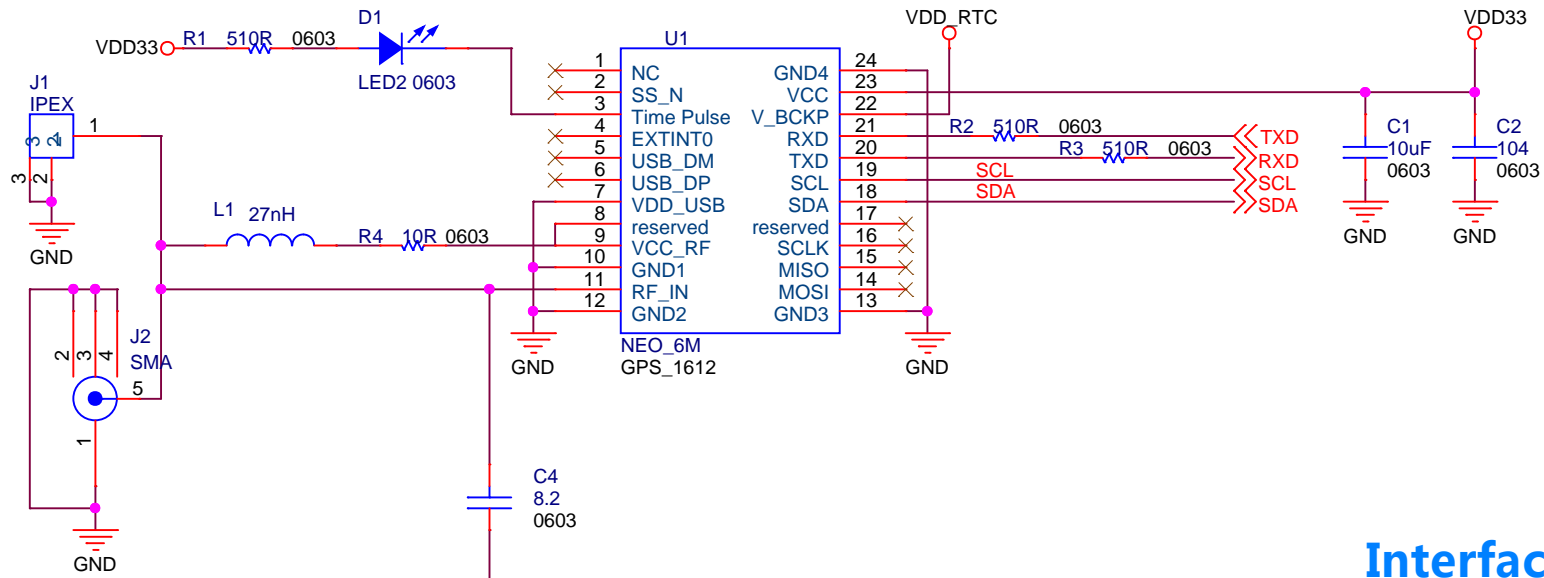 D1
VDD33 R1 510R 0603
LED2 0603
J1
IPEX
1
3 2
3 2
GND
L1 27nH R4 10R 0603
J2
SMA
2 3 4
5
1
GND
C4
8.2
0603
U1
1 NC
2 SS_N
3 Time Pulse
4 EXTINT0
5 USB_DM
6 USB_DP
7 VDD_USB
8 reserved
9 VCC_RF
10 GND1
11 RF_IN
12 GND2
GND4 24
VCC 23
V_BCKP 22
RXD 21
TXD 20
SCL 19
SDA 18
reserved 17
SCLK 16
MISO 15
MOSI 14
GND3 13
NEO_6M
GPS_1612
GND
GND
VDD_RTC
R2 510R 0603 TXD
R3 510R 0603 RXD
SCL SCL
SDA SDA
VDD33
C1
10uF
0603
GND
C2
104
0603
GND
Interfac